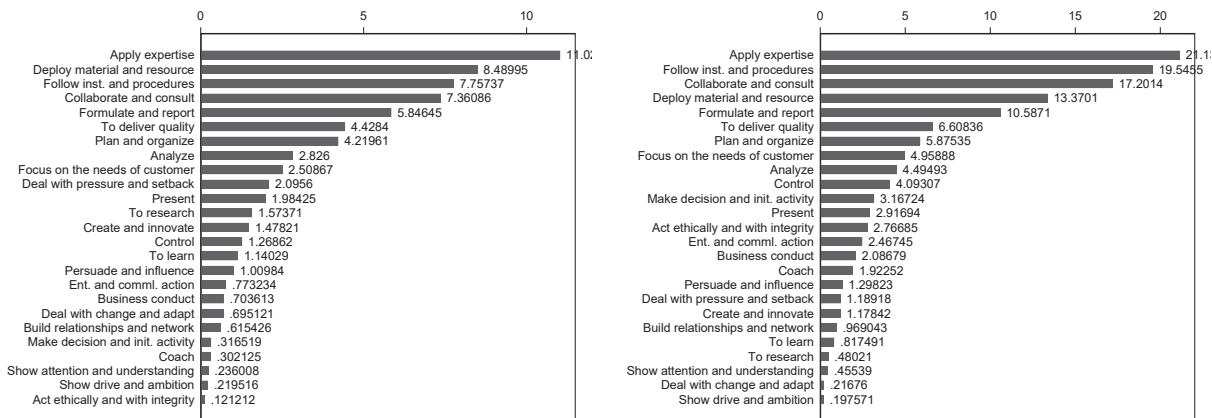 0 5 10
Apply expertise 11.02
Deploy material and resource 8.48995
Follow inst. and procedures 7.75737
Collaborate and consult 7.36086
Formulate and report 5.84645
To deliver quality 4.4284
Plan and organize 4.21961
Analyze 2.826
Focus on the needs of customer 2.50867
Deal with pressure and setback 2.0956
Present 1.98425
To research 1.57371
Create and innovate 1.47821
Control 1.26862
To learn 1.14029
Persuade and influence 1.00984
Ent. and comml. action .773234
Business conduct .703613
Deal with change and adapt .695121
Build relationships and network .615426
Make decision and init. activity .316519
Coach .302125
Show attention and understanding .236008
Show drive and ambition .219516
Act ethically and with integrity .121212
0 5 10 15 20
Apply expertise 21.13
Follow inst. and procedures 19.5455
Collaborate and consult 17.2014
Deploy material and resource 13.3701
Formulate and report 10.5871
To deliver quality 6.60836
Plan and organize 5.87535
Focus on the needs of customer 4.95888
Analyze 4.49493
Control 4.09307
Make decision and init. activity 3.16724
Present 2.91694
Act ethically and with integrity 2.76685
Ent. and comml. action 2.46745
Business conduct 2.08679
Coach 1.92252
Persuade and influence 1.29823
Deal with pressure and setback 1.18918
Create and innovate 1.17842
Build relationships and network .969043
To learn .817491
To research .48021
Show attention and understanding .45539
Deal with change and adapt .21676
Show drive and ambition .197571